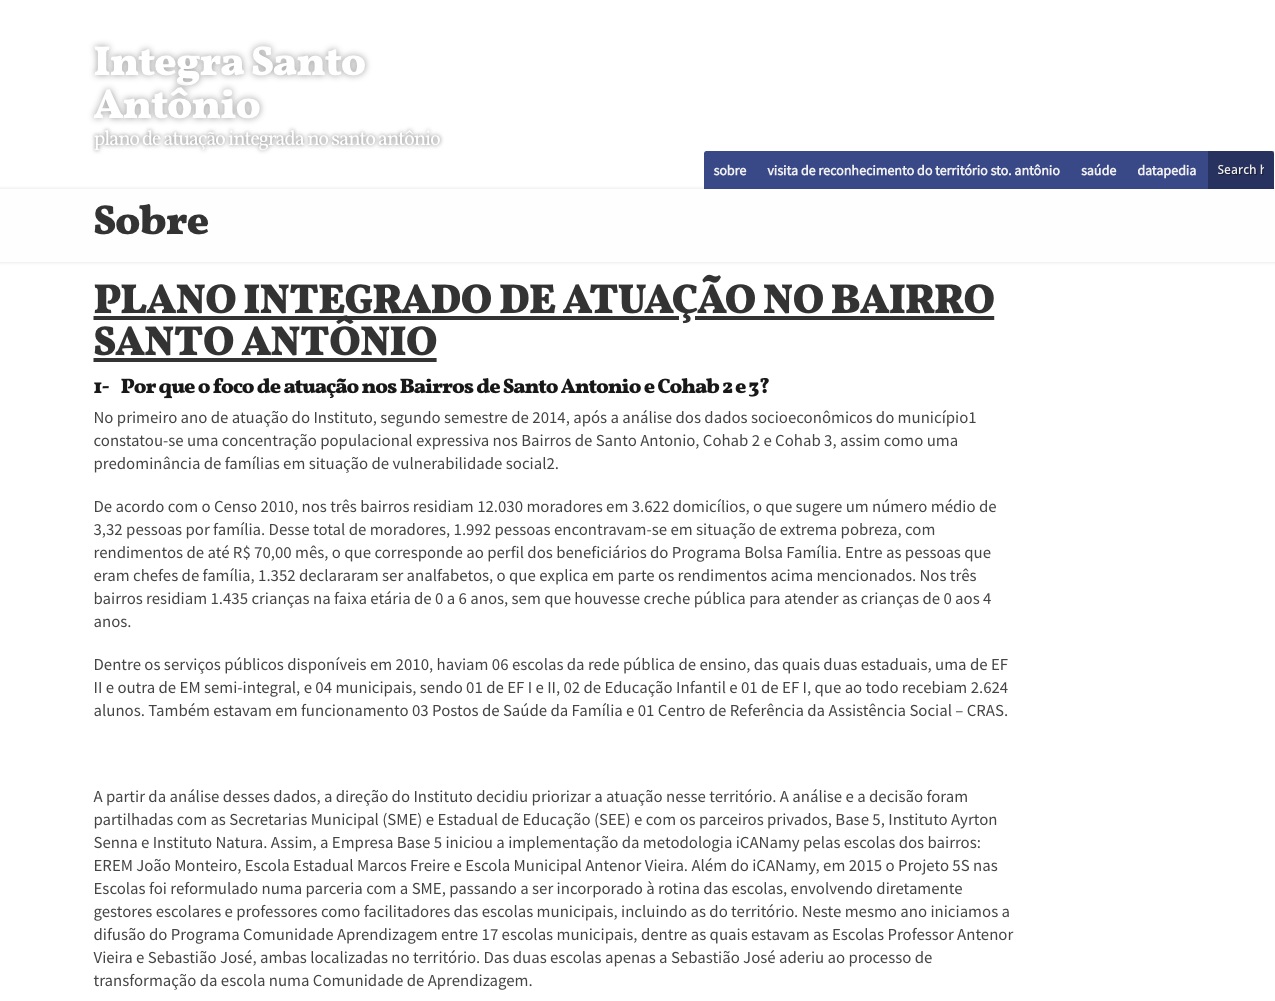 Integra Santo
Antônio
plano de atuação integrada no santo antônio
sobre visita de reconhecimento do território sto. antônio saúde datapedia Search h
Sobre
PLANO INTEGRADO DE ATUAÇÃO NO BAIRRO
SANTO ANTÔNIO
1- Por que o foco de atuação nos Bairros de Santo Antonio e Cohab 2 e 3?
No primeiro ano de atuação do Instituto, segundo semestre de 2014, após a análise dos dados socioeconômicos do município1
constatou-se uma concentração populacional expressiva nos Bairros de Santo Antonio, Cohab 2 e Cohab 3, assim como uma
predominância de famílias em situação de vulnerabilidade social2.
De acordo com o Censo 2010, nos três bairros residiam 12.030 moradores em 3.622 domicílios, o que sugere um número médio de
3,32 pessoas por família. Desse total de moradores, 1.992 pessoas encontravam-se em situação de extrema pobreza, com
rendimentos de até R$ 70,00 mês, o que corresponde ao perfil dos beneficiários do Programa Bolsa Família. Entre as pessoas que
eram chefes de família, 1.352 declararam ser analfabetos, o que explica em parte os rendimentos acima mencionados. Nos três
bairros residiam 1.435 crianças na faixa etária de 0 a 6 anos, sem que houvesse creche pública para atender as crianças de 0 aos 4
anos.
Dentre os serviços públicos disponíveis em 2010, haviam 06 escolas da rede pública de ensino, das quais duas estaduais, uma de EF
II e outra de EM semi-integral, e 04 municipais, sendo 01 de EF I e II, 02 de Educação Infantil e 01 de EF I, que ao todo recebiam 2.624
alunos. Também estavam em funcionamento 03 Postos de Saúde da Família e 01 Centro de Referência da Assistência Social – CRAS.
A partir da análise desses dados, a direção do Instituto decidiu priorizar a atuação nesse território. A análise e a decisão foram
partilhadas com as Secretarias Municipal (SME) e Estadual de Educação (SEE) e com os parceiros privados, Base 5, Instituto Ayrton
Senna e Instituto Natura. Assim, a Empresa Base 5 iniciou a implementação da metodologia iCANamy pelas escolas dos bairros:
EREM João Monteiro, Escola Estadual Marcos Freire e Escola Municipal Antenor Vieira. Além do iCANamy, em 2015 o Projeto 5S nas
Escolas foi reformulado numa parceria com a SME, passando a ser incorporado à rotina das escolas, envolvendo diretamente
gestores escolares e professores como facilitadores das escolas municipais, incluindo as do território. Neste mesmo ano iniciamos a
difusão do Programa Comunidade Aprendizagem entre 17 escolas municipais, dentre as quais estavam as Escolas Professor Antenor
Vieira e Sebastião José, ambas localizadas no território. Das duas escolas apenas a Sebastião José aderiu ao processo de
transformação da escola numa Comunidade de Aprendizagem.